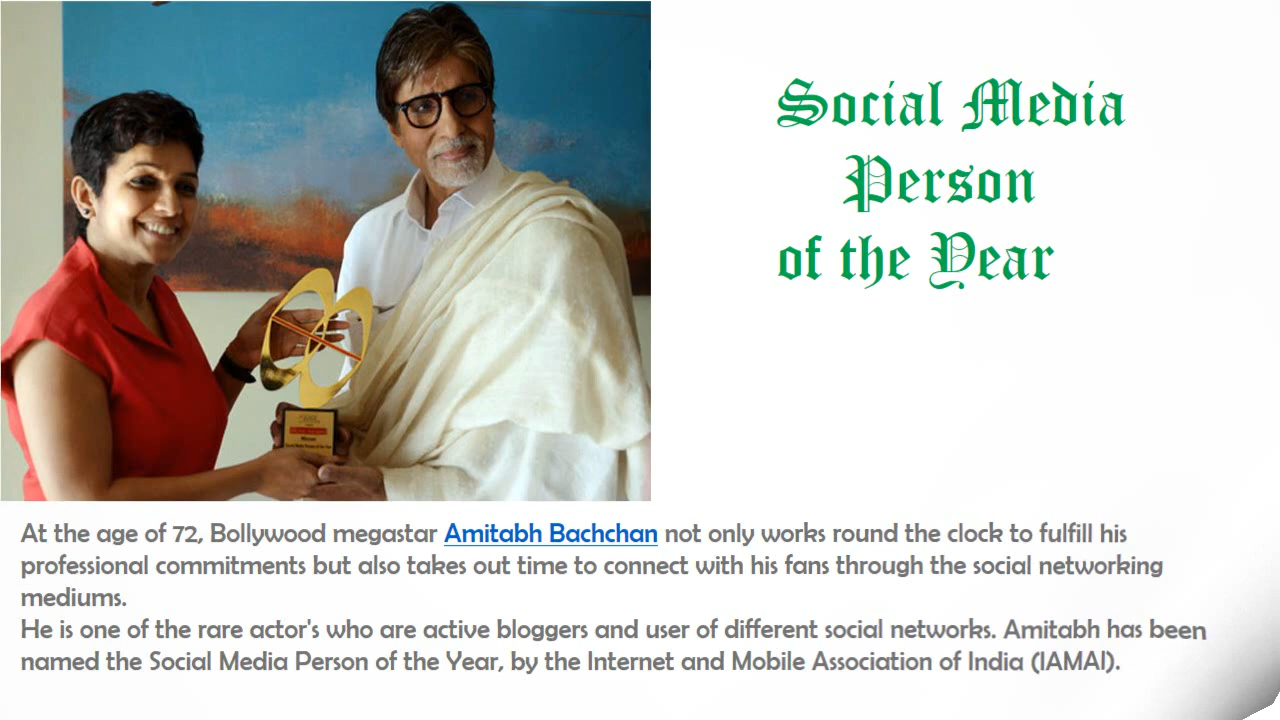 Social Media
Person
of the Year
At the age of 72, Bollywood megastar Amitabh Bachchan not only works round the clock to fulfill his
professional commitments but also takes out time to connect with his fans through the social networking
mediums.
He is one of the rare actor's who are active bloggers and user of different social networks. Amitabh has been
named the Social Media Person of the Year, by the Internet and Mobile Association of India (IAMAI).